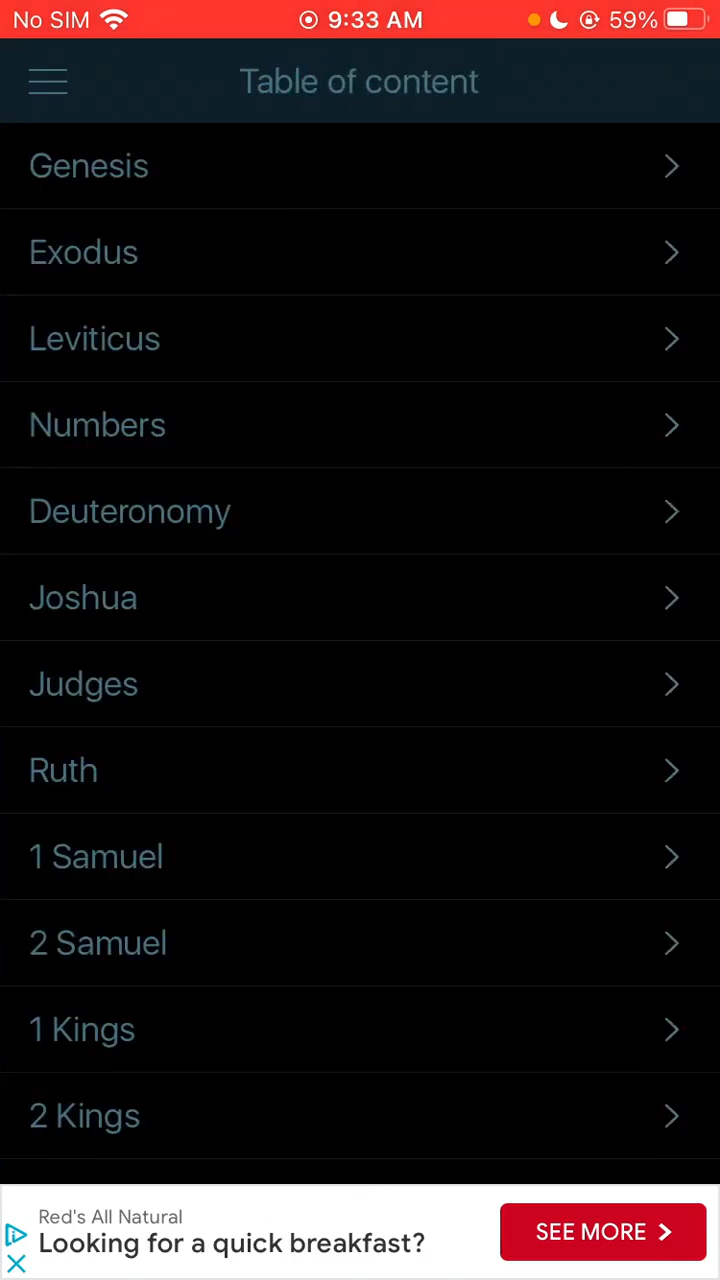 No SIM 9:33 AM 59%
Table of content
Genesis
Exodus
Leviticus
Numbers
Deuteronomy
Joshua
Judges
Ruth
1 Samuel
2 Samuel
1 Kings
2 Kings
Red's All Natural
Looking for a quick breakfast?
SEE MORE